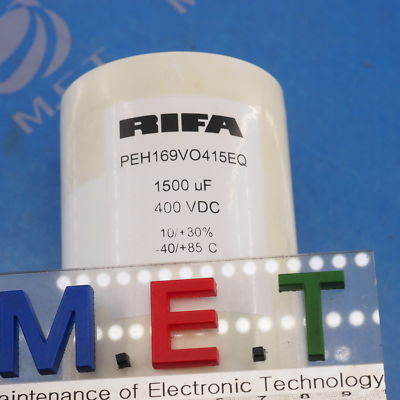 RIFA
PEH169VO415EQ
1500 uF
400 VDC
10/+30%
-40/+85 C
M.E.T
aintenance of Electronic Technology